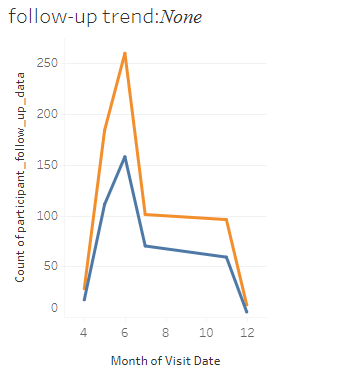 follow-up trend:None
Count of participant_follow_up_data
250
200
150
100
50
0
4 6 8 10 12
Month of Visit Date